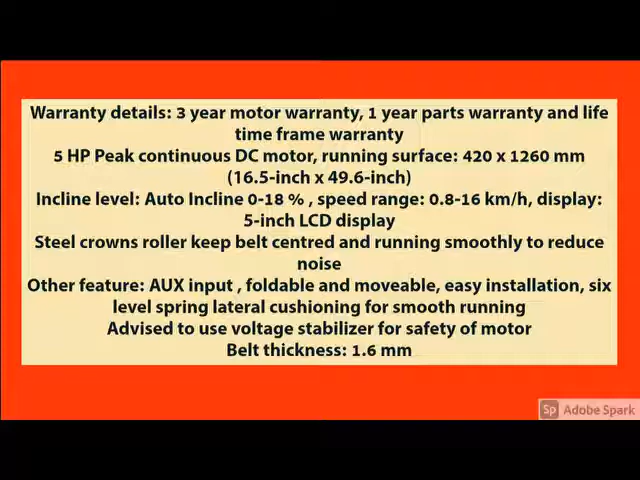 Warranty details: 3 year motor warranty, 1 year parts warranty and life
time frame warranty
5 HP Peak continuous DC motor, running surface: 420 x 1260 mm
(16.5-inch x 49.6-inch)
Incline level: Auto Incline 0-18 % , speed range: 0.8-16 km/h, display:
5-inch LCD display
Steel crowns roller keep belt centred and running smoothly to reduce
noise
Other feature: AUX input , foldable and moveable, easy installation, six
level spring lateral cushioning for smooth running
Advised to use voltage stabilizer for safety of motor
Belt thickness: 1.6 mm
Sp Adobe Spark